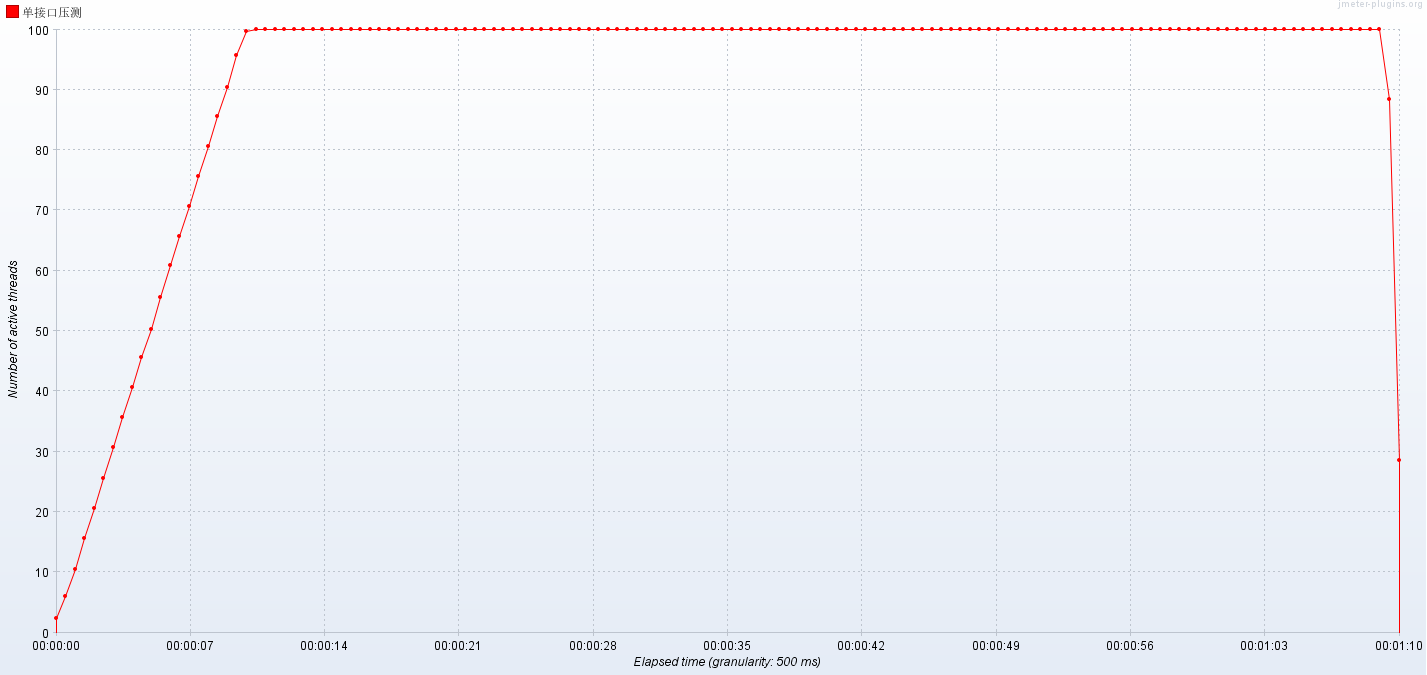 单接口压测
jmeter-plugins.org
100
90
80
70
60
50
40
30
20
10
0
Number of active threads
00:00:00 00:00:07 00:00:14 00:00:21 00:00:28 00:00:35 00:00:42 00:00:49 00:00:56 00:01:03 00:01:10
Elapsed time (granularity: 500 ms)